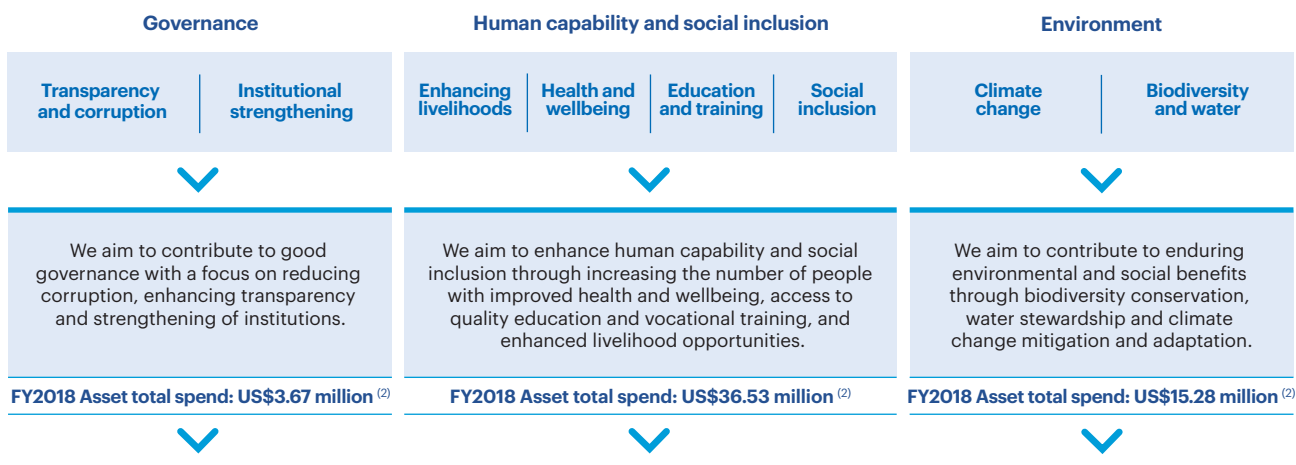 Governance
Transparency
and corruption
Institutional
strengthening
We aim to contribute to good
governance with a focus on reducing
corruption, enhancing transparency
and strengthening of institutions.
FY2018 Asset total spend: US$3.67 million (2)
Human capability and social inclusion
Enhancing
livelihoods
Health and
wellbeing
Education
and training
Social
inclusion
We aim to enhance human capability and social
inclusion through increasing the number of people
with improved health and wellbeing, access to
quality education and vocational training, and
enhanced livelihood opportunities.
FY2018 Asset total spend: US$36.53 million (2)
Environment
Climate
change
Biodiversity
and water
We aim to contribute to enduring
environmental and social benefits
through biodiversity conservation,
water stewardship and climate
change mitigation and adaptation.
FY2018 Asset total spend: US$15.28 million (2)